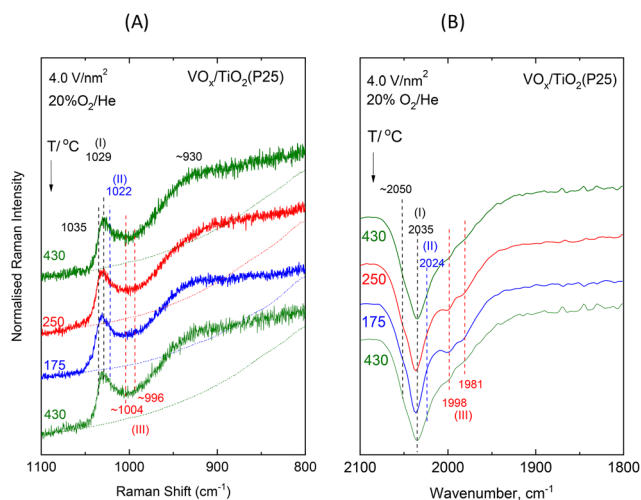 (A)
4.0 V/nm²
VOₓ/TiO₂(P25)
20%O₂/He
T/ °C
(I)
1029
(II)
1022
~930
1035
430
250
175
430
~996
~1004
(III)
1100
1000
900
800
Raman Shift (cm⁻¹)
Normalised Raman Intensity
(B)
4.0 V/nm²
VOₓ/TiO₂(P25)
20% O₂/He
T/ °C
~2050
(I)
2035
(II)
2024
430
250
175
430
1981
1998
(III)
2100
2000
1900
1800
Wavenumber, cm⁻¹